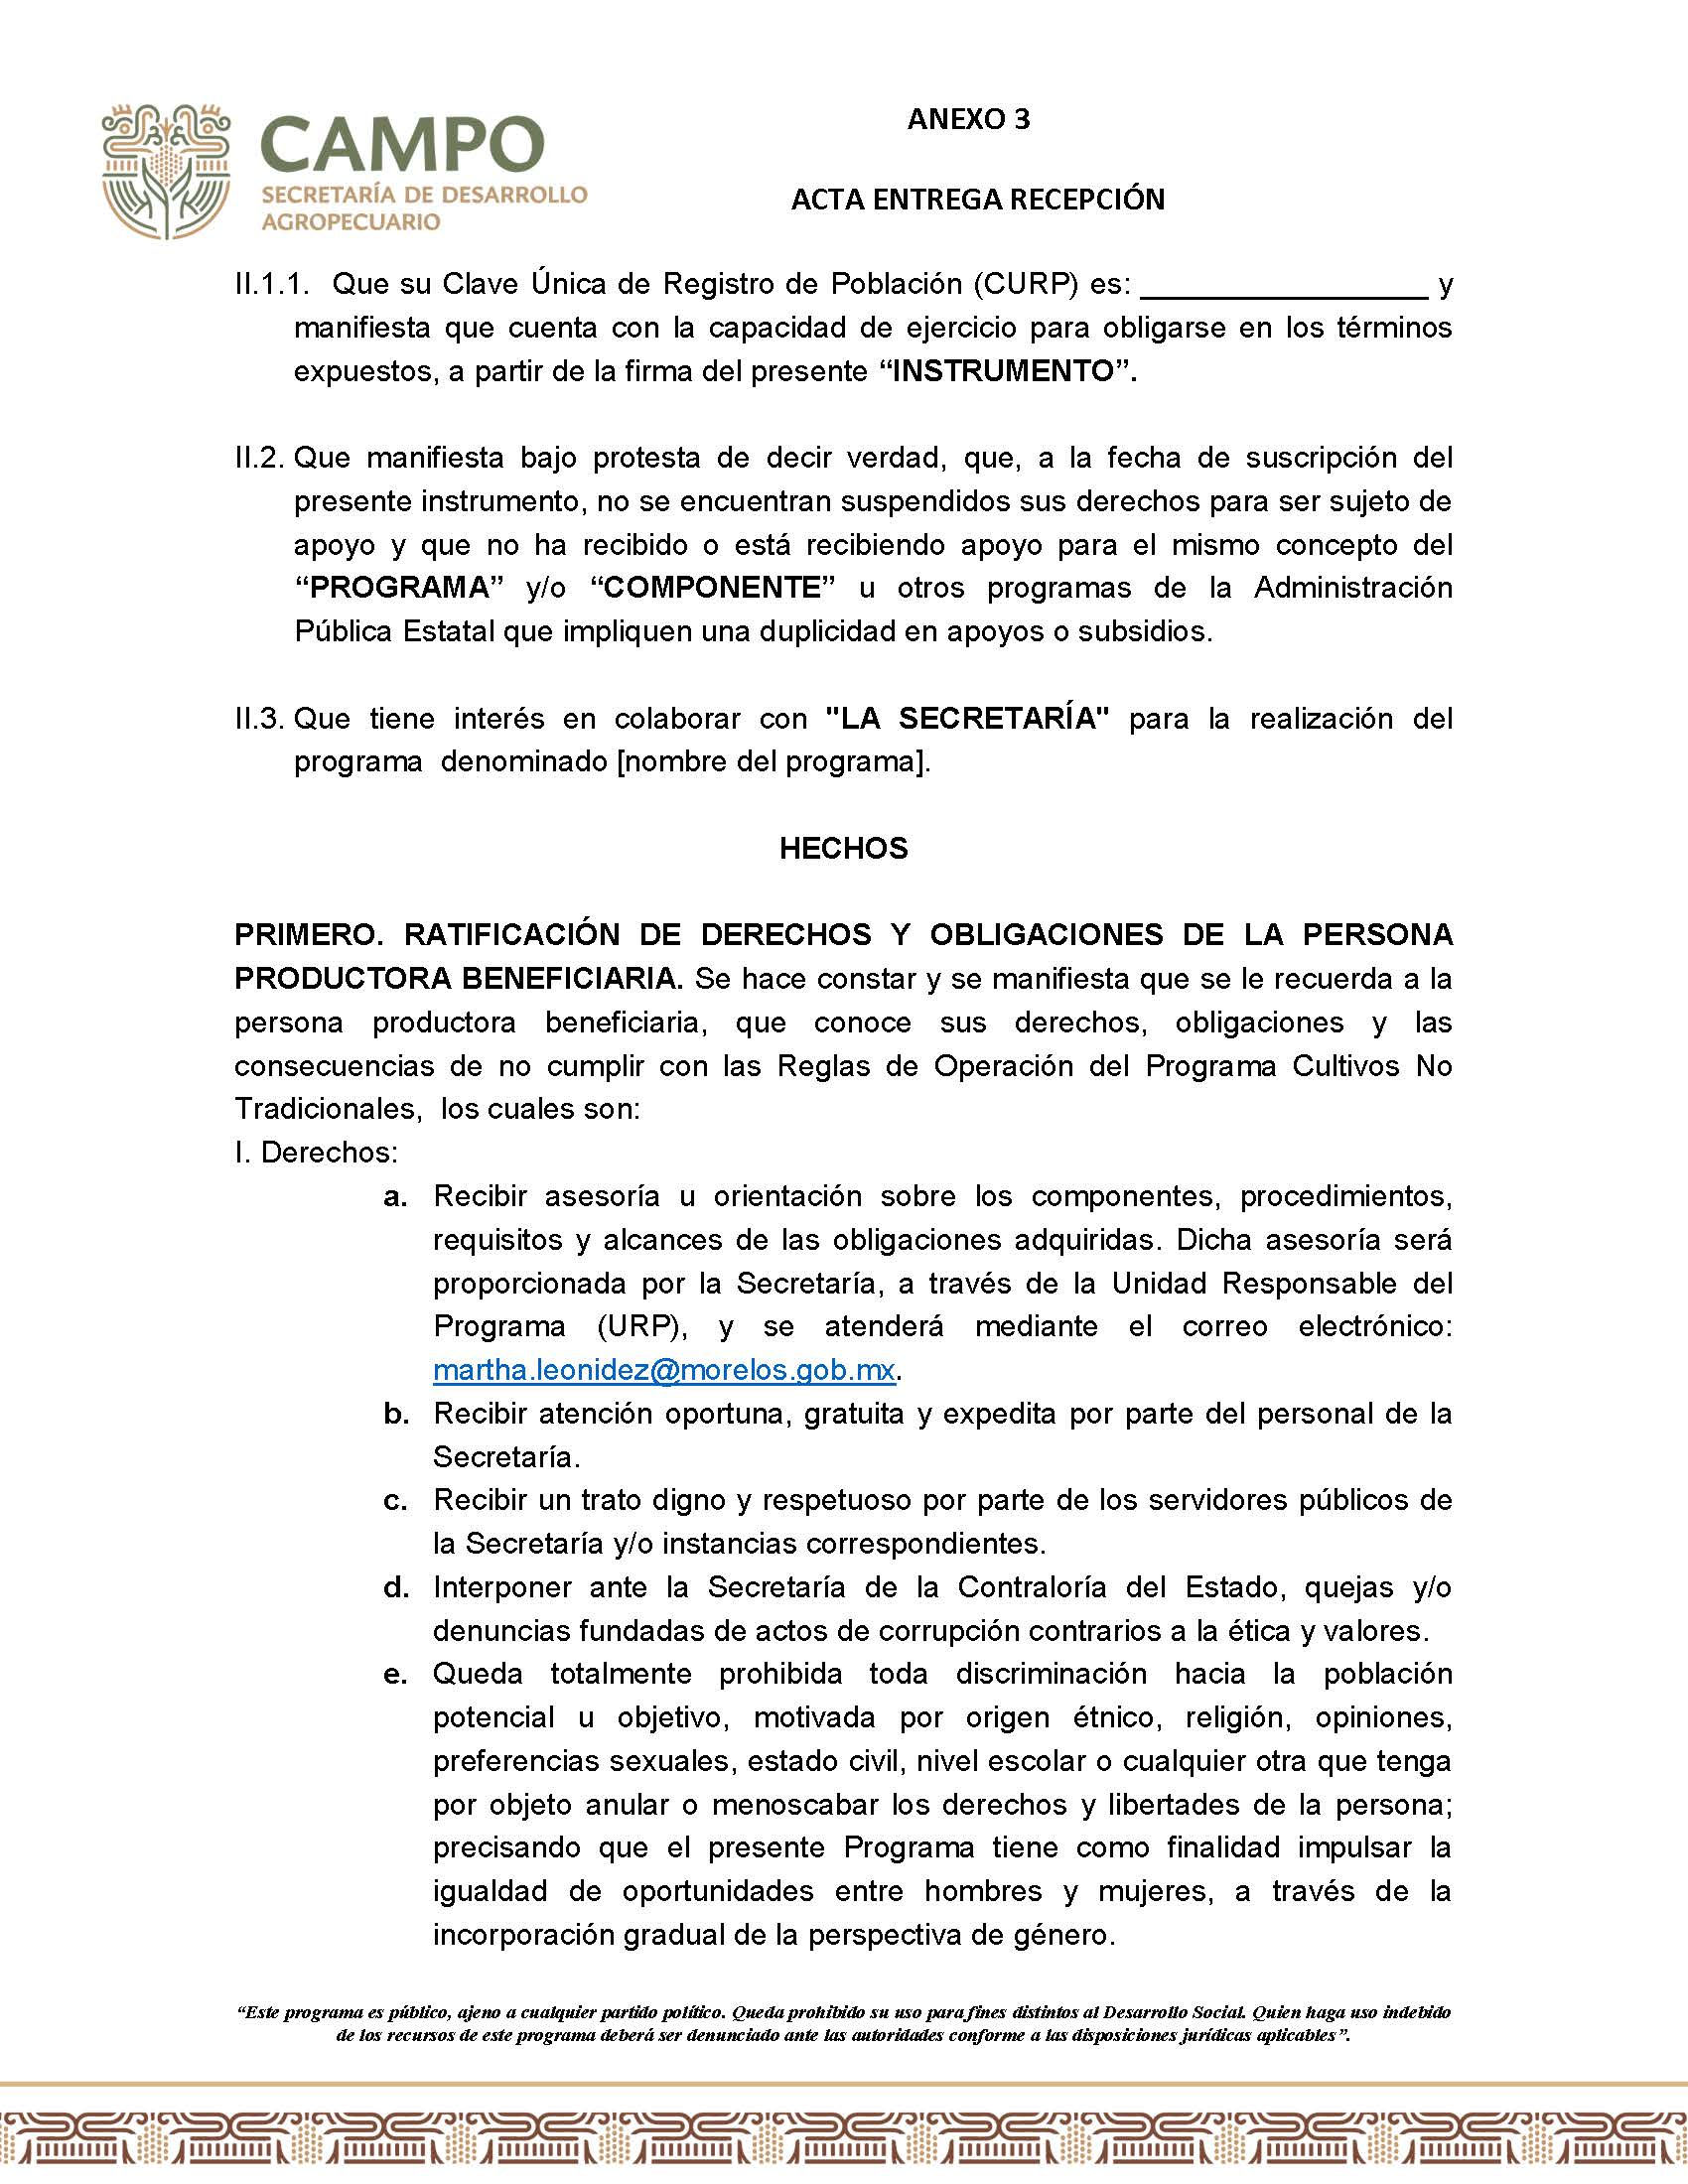 CAMPO
SECRETARÍA DE DESARROLLO
AGROPECUARIO
ANEXO 3
ACTA ENTREGA RECEPCIÓN
II.1.1. Que su Clave Única de Registro de Población (CURP) es: _________________ y
manifiesta que cuenta con la capacidad de ejercicio para obligarse en los términos
expuestos, a partir de la firma del presente “INSTRUMENTO”.
II.2. Que manifiesta bajo protesta de decir verdad, que, a la fecha de suscripción del
presente instrumento, no se encuentran suspendidos sus derechos para ser sujeto de
apoyo y que no ha recibido o está recibiendo apoyo para el mismo concepto del
“PROGRAMA” y/o “COMPONENTE” u otros programas de la Administración
Pública Estatal que impliquen una duplicidad en apoyos o subsidios.
II.3. Que tiene interés en colaborar con "LA SECRETARÍA" para la realización del
programa denominado [nombre del programa].
HECHOS
PRIMERO. RATIFICACIÓN DE DERECHOS Y OBLIGACIONES DE LA PERSONA
PRODUCTORA BENEFICIARIA. Se hace constar y se manifiesta que se le recuerda a la
persona productora beneficiaria, que conoce sus derechos, obligaciones y las
consecuencias de no cumplir con las Reglas de Operación del Programa Cultivos No
Tradicionales, los cuales son:
I. Derechos:
a. Recibir asesoría u orientación sobre los componentes, procedimientos,
requisitos y alcances de las obligaciones adquiridas. Dicha asesoría será
proporcionada por la Secretaría, a través de la Unidad Responsable del
Programa (URP), y se atenderá mediante el correo electrónico:
martha.leonidez@morelos.gob.mx.
b. Recibir atención oportuna, gratuita y expedita por parte del personal de la
Secretaría.
c. Recibir un trato digno y respetuoso por parte de los servidores públicos de
la Secretaría y/o instancias correspondientes.
d. Interponer ante la Secretaría de la Contraloría del Estado, quejas y/o
denuncias fundadas de actos de corrupción contrarios a la ética y valores.
e. Queda totalmente prohibida toda discriminación hacia la población
potencial u objetivo, motivada por origen étnico, religión, opiniones,
preferencias sexuales, estado civil, nivel escolar o cualquier otra que tenga
por objeto anular o menoscabar los derechos y libertades de la persona;
precisando que el presente Programa tiene como finalidad impulsar la
igualdad de oportunidades entre hombres y mujeres, a través de la
incorporación gradual de la perspectiva de género.
“Este programa es público, ajeno a cualquier partido político. Queda prohibido su uso para fines distintos al Desarrollo Social. Quien haga uso indebido
de los recursos de este programa deberá ser denunciado ante las autoridades conforme a las disposiciones jurídicas aplicables”.